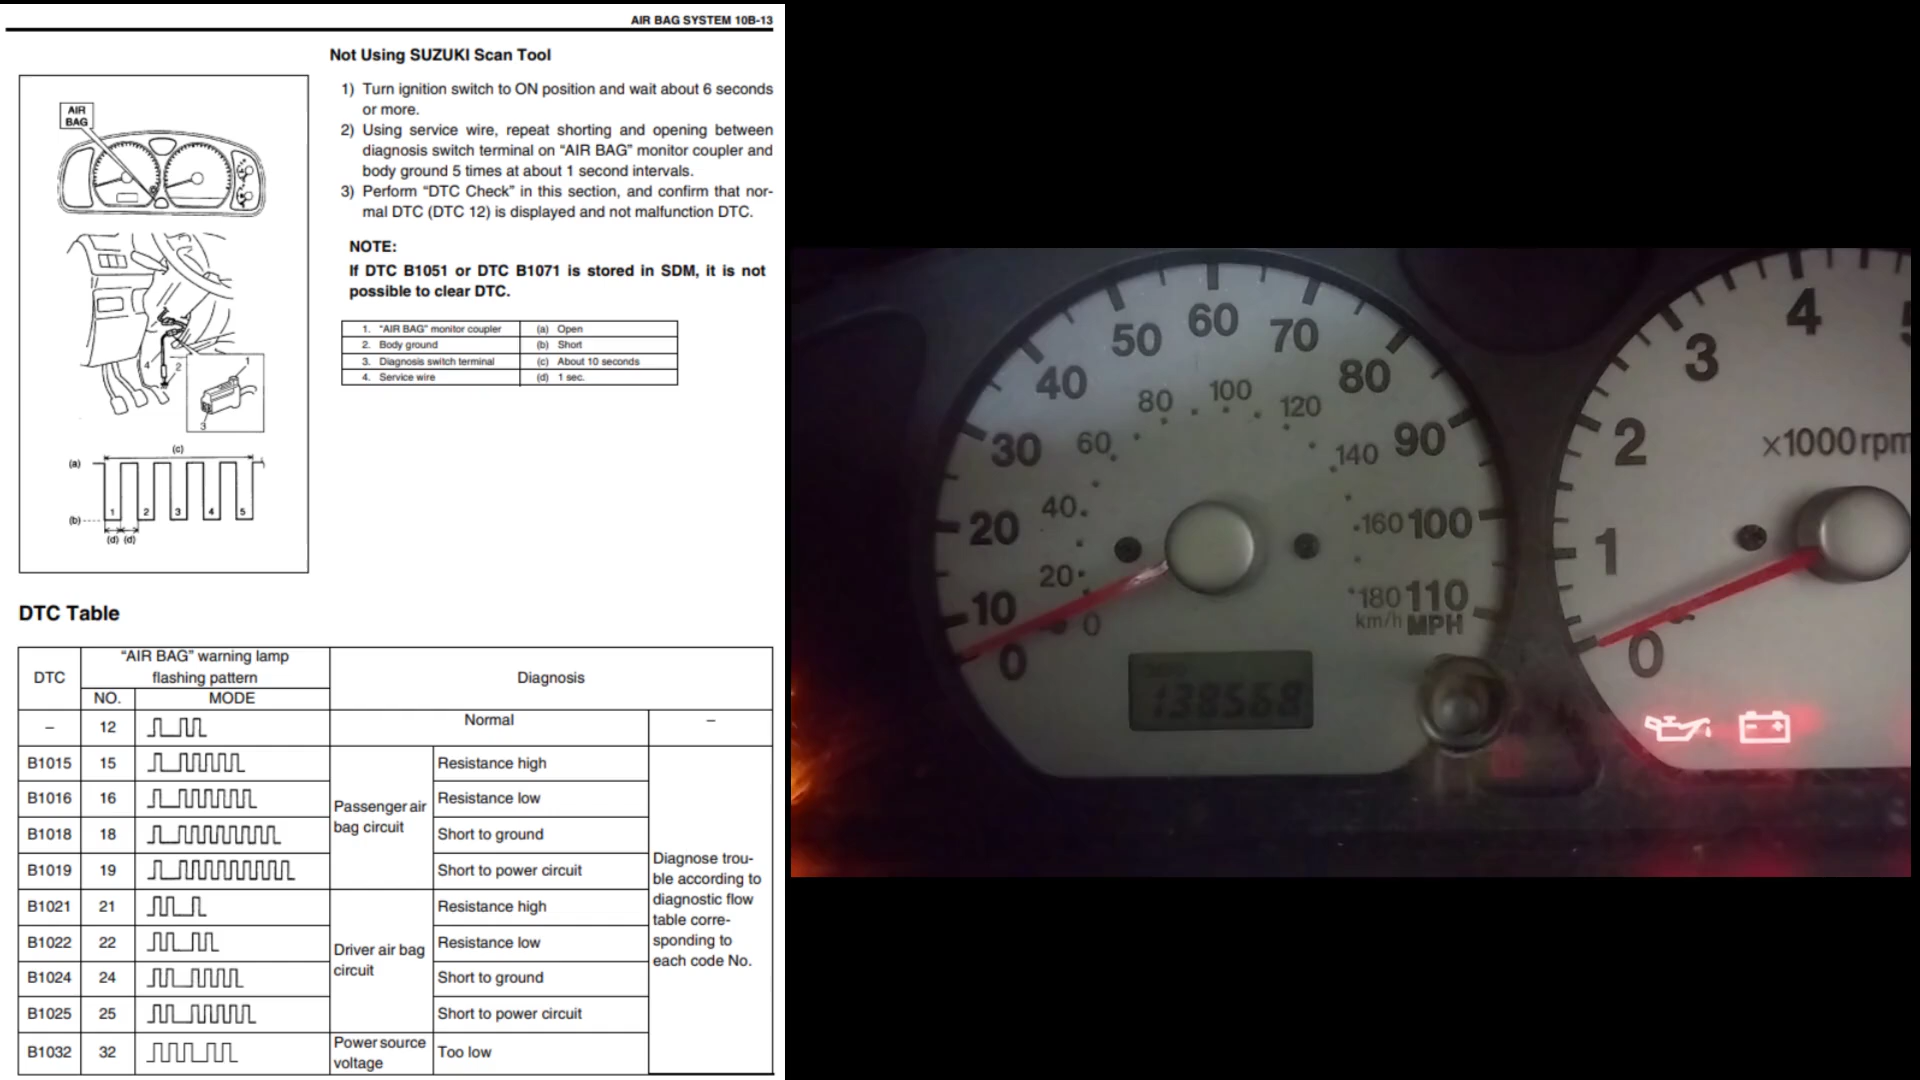 AIR BAG SYSTEM 10B-13
Not Using SUZUKI Scan Tool
1) Turn ignition switch to ON position and wait about 6 seconds
or more.
2) Using service wire, repeat shorting and opening between
diagnosis switch terminal on “AIR BAG” monitor coupler and
body ground 5 times at about 1 second intervals.
3) Perform “DTC Check” in this section, and confirm that nor-
mal DTC (DTC 12) is displayed and not malfunction DTC.
NOTE:
If DTC B1051 or DTC B1071 is stored in SDM, it is not
possible to clear DTC.
1. “AIR BAG” monitor coupler (a) Open
2. Body ground (b) Short
3. Diagnosis switch terminal (c) About 10 seconds
4. Service wire (d) 1 sec.
AIR
BAG
4 2 1
3
(c)
(a)
(b) 1 2 3 4 5
(d) (d)
DTC Table
DTC “AIR BAG” warning lamp
flashing pattern Diagnosis
NO. MODE
– 12 Normal –
B1015 15 Resistance high
B1016 16 Resistance low
Passenger air
bag circuit
B1018 18 Short to ground
B1019 19 Short to power circuit
B1021 21 Resistance high
B1022 22 Resistance low
Driver air bag
circuit
B1024 24 Short to ground
B1025 25 Short to power circuit
B1032 32 Power source
voltage Too low
Diagnose trou-
ble according to
diagnostic flow
table corre-
sponding to
each code No.
0 10 20 30 40 50 60 70 80 90 100 110
MPH
0 20 40 60 80 100 120 140 160 180
km/h
138568
0 1 2 3 4 5
x1000rpm